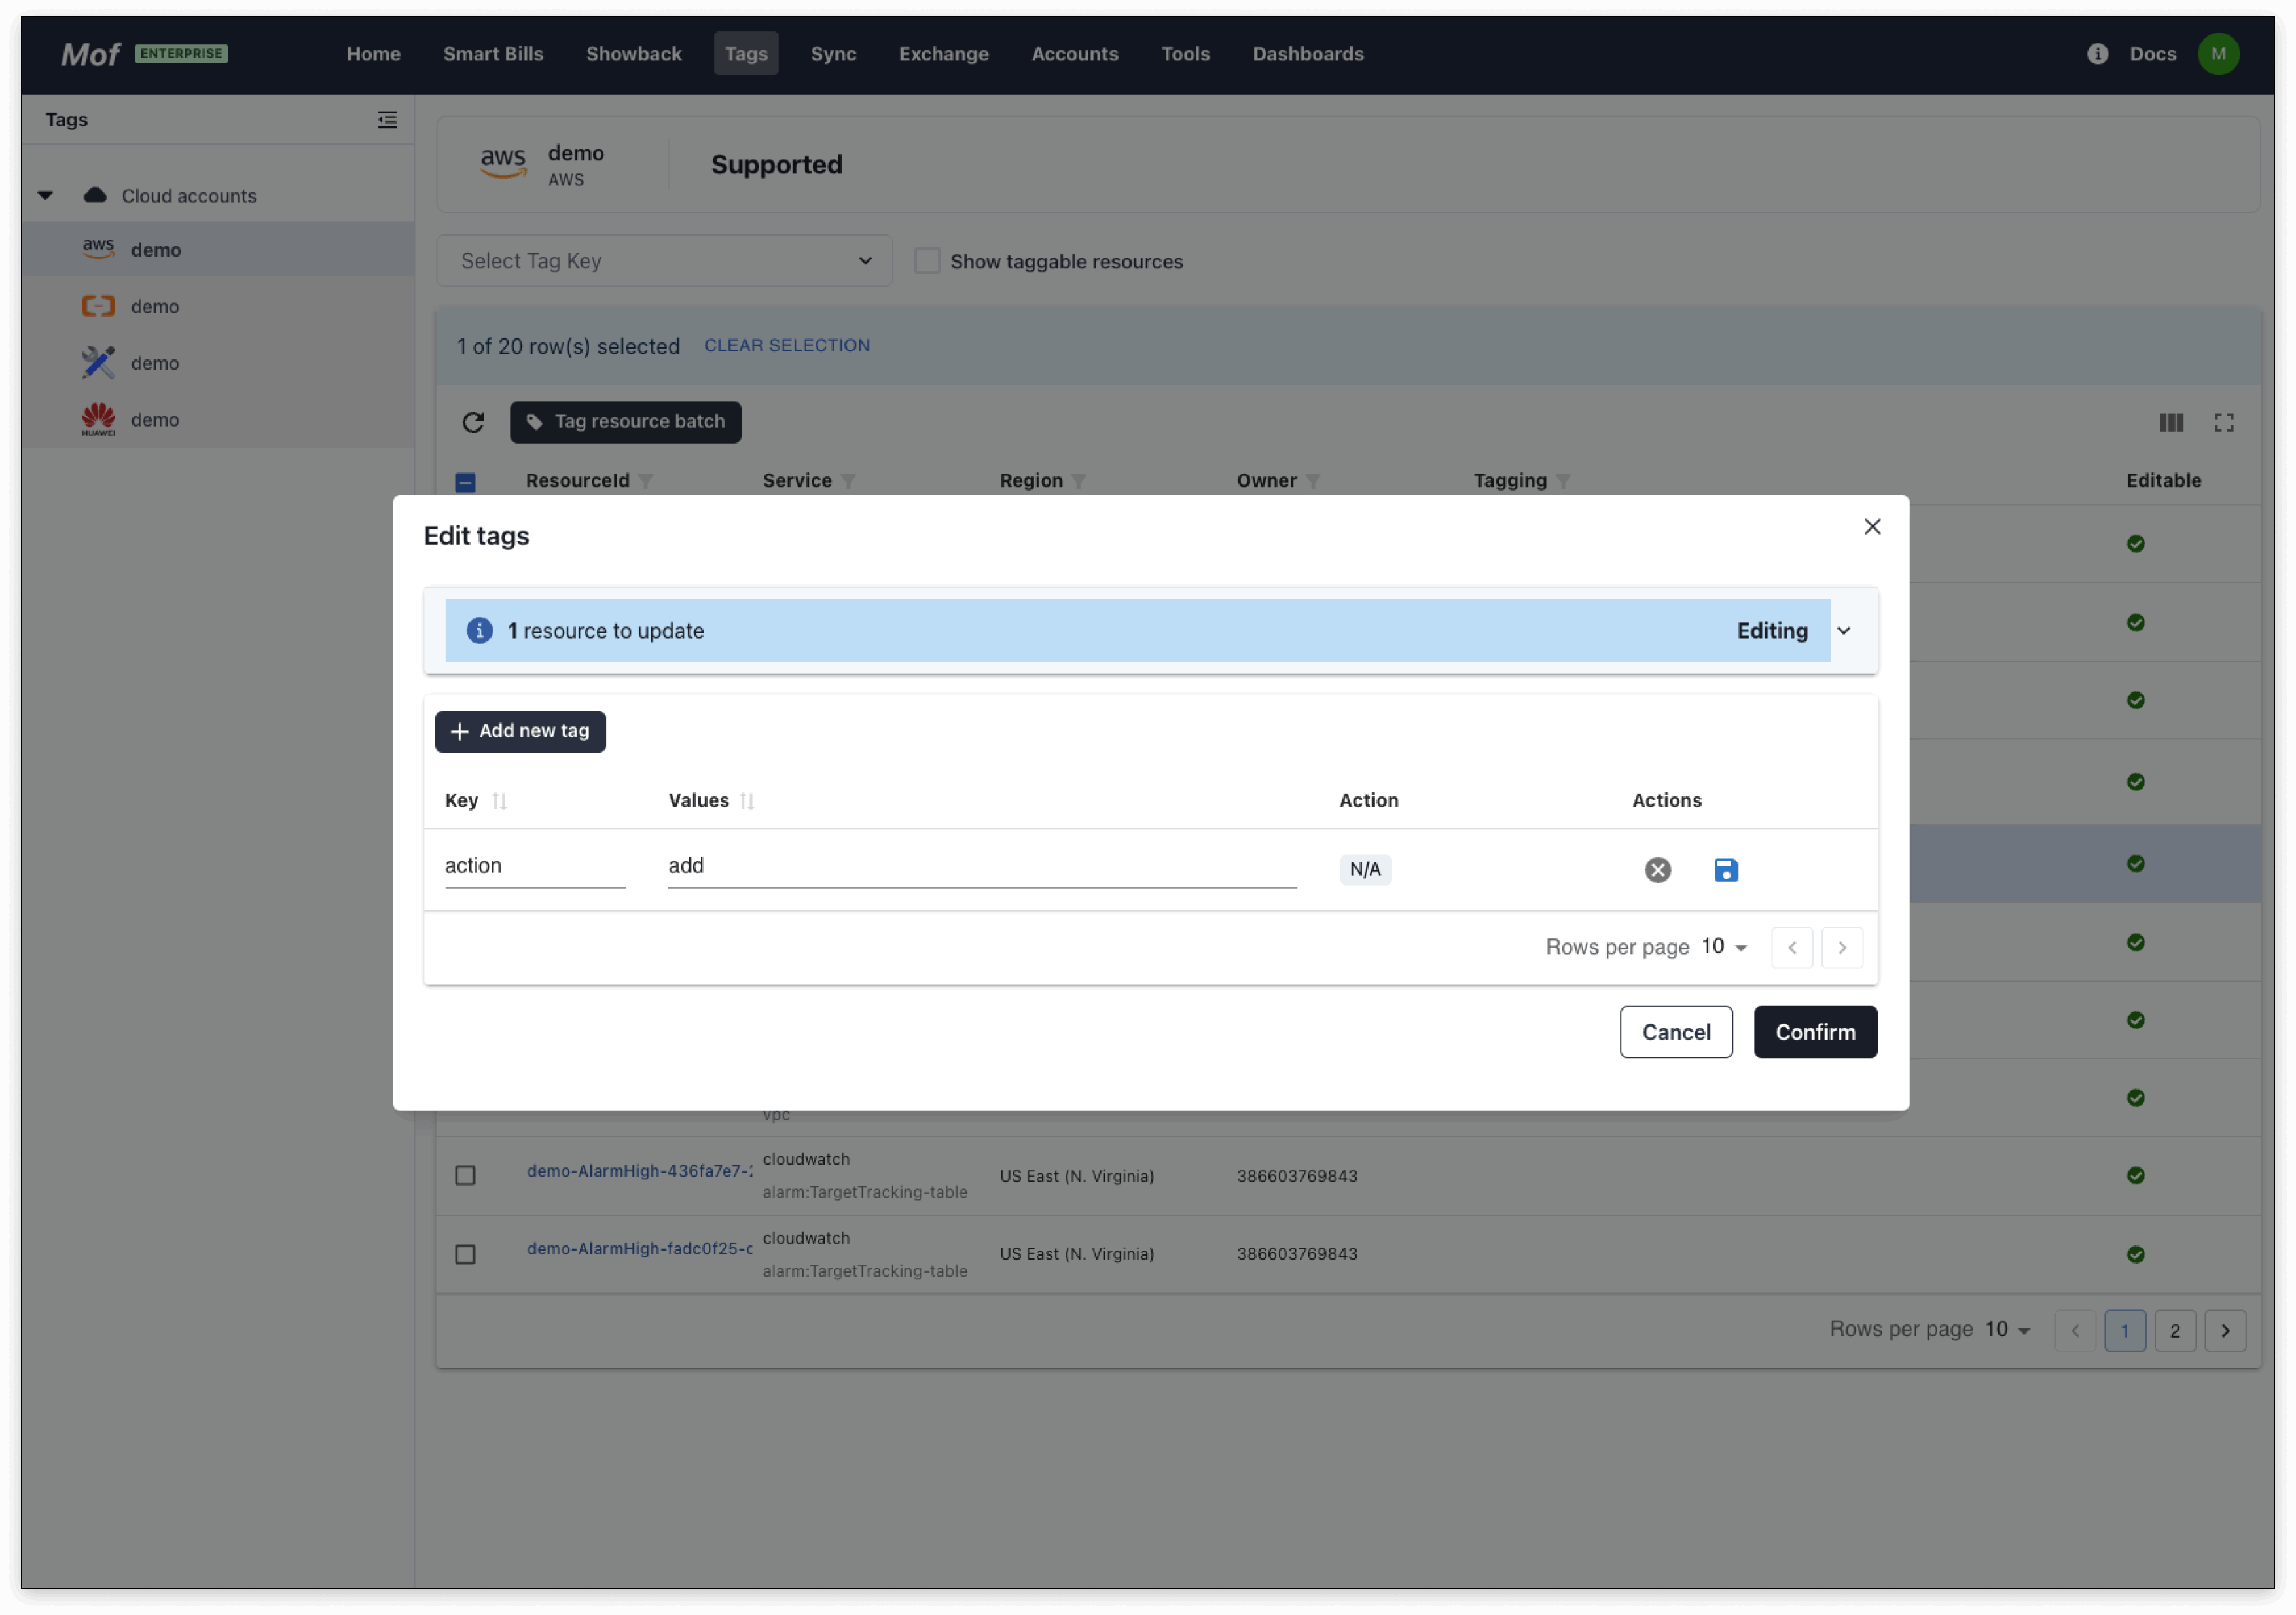 Mof ENTERPRISE Home Smart Bills Showback Tags Sync Exchange Accounts Tools Dashboards Docs M
Tags
Cloud accounts
aws demo
demo
demo
HUAWEI demo
aws demo AWS Supported
Select Tag Key Show taggable resources
1 of 20 row(s) selected CLEAR SELECTION
Tag resource batch
ResourceId Service Region Owner Tagging Editable
Edit tags
1 resource to update Editing
Add new tag
Key Values Action Actions
action add N/A
Rows per page 10
Cancel Confirm
vpc
demo-AlarmHigh-436fa7e7- cloudwatch US East (N. Virginia) 386603769843
alarm:TargetTracking-table
demo-AlarmHigh-fadc0f25- cloudwatch US East (N. Virginia) 386603769843
alarm:TargetTracking-table
Rows per page 10 1 2